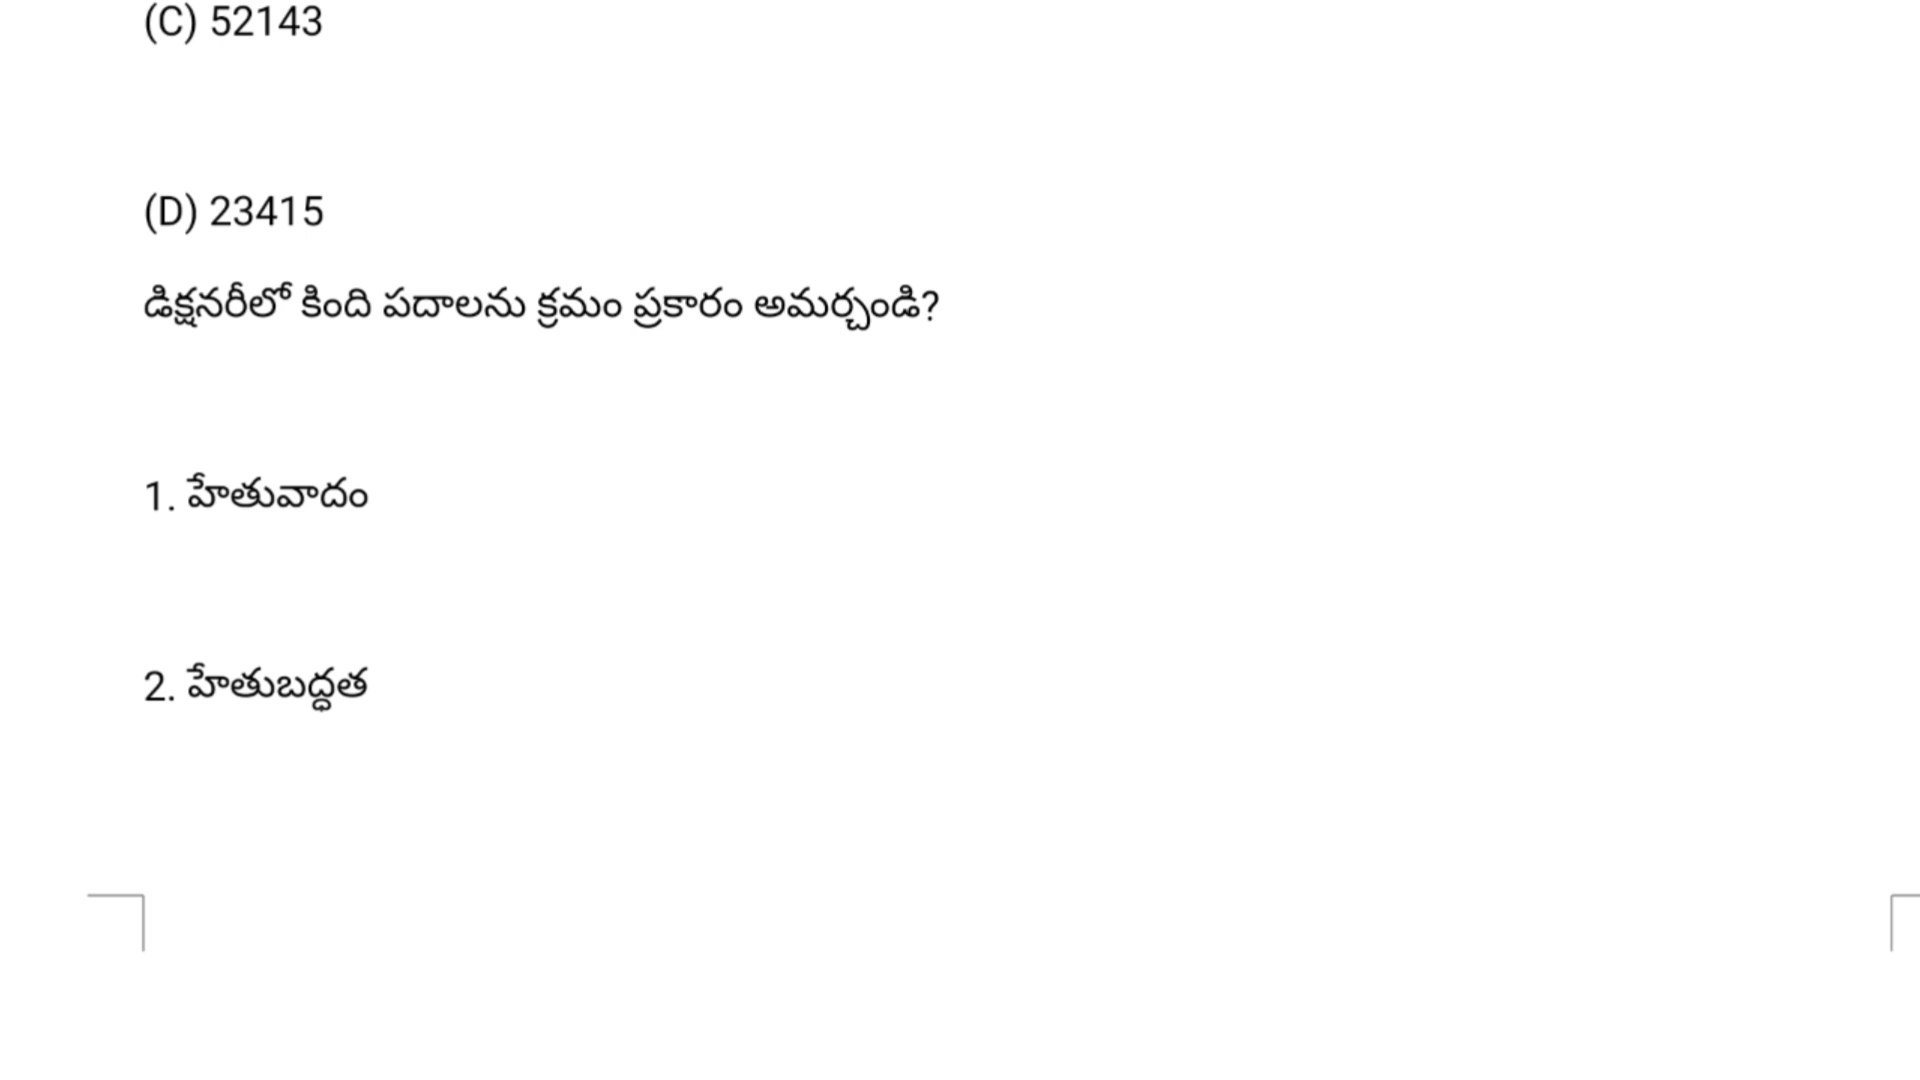 (C) 52143
(D) 23415
డిక్షనరీలో కింది పదాలను క్రమం ప్రకారం అమర్చండి?
1. హేతువాదం
2. హేతుబద్ధత